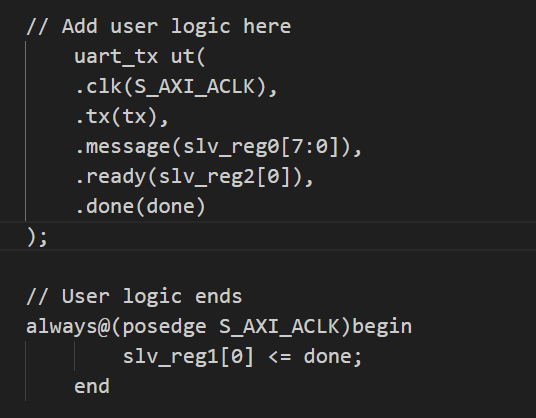 // Add user logic here
uart_tx ut(
.clk(S_AXI_ACLK),
.tx(tx),
.message(slv_reg0[7:0]),
.ready(slv_reg2[0]),
.done(done)
);
// User logic ends
always@(posedge S_AXI_ACLK)begin
slv_reg1[0] <= done;
end